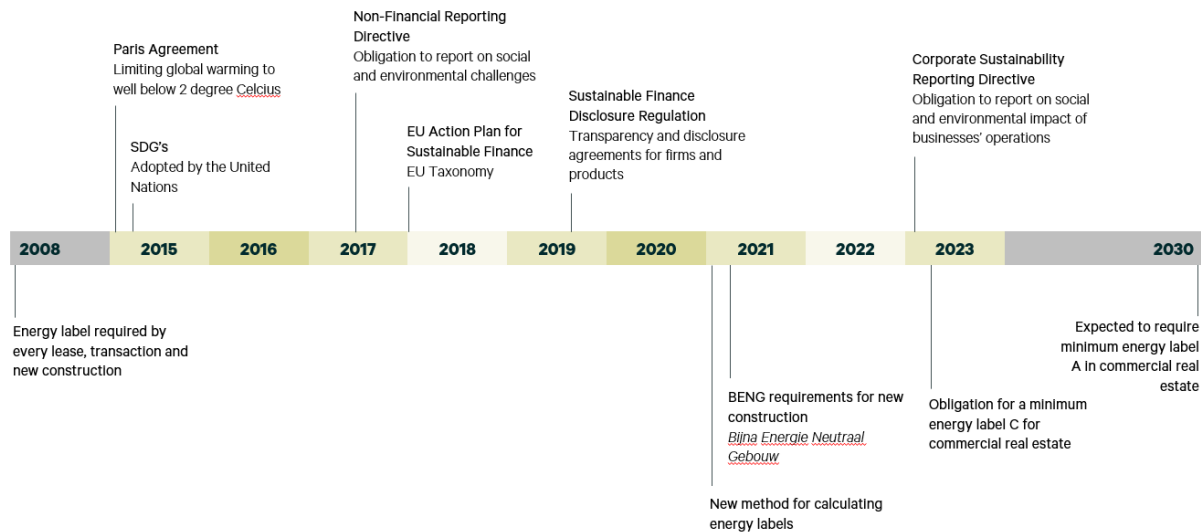 Paris Agreement
Limiting global warming to
well below 2 degree Celcius
SDG's
Adopted by the United
Nations
Non-Financial Reporting
Directive
Obligation to report on social
and environmental challenges
EU Action Plan for
Sustainable Finance
EU Taxonomy
Sustainable Finance
Disclosure Regulation
Transparency and disclosure
agreements for firms and
products
Corporate Sustainability
Reporting Directive
Obligation to report on social
and environmental impact of
businesses' operations
2008 2015 2016 2017 2018 2019 2020 2021 2022 2023 2030
Energy label required by
every lease, transaction and
new construction
New method for calculating
energy labels
BENG requirements for new
construction
Bijna Energie Neutraal
Gebouw
Obligation for a minimum
energy label C for
commercial real estate
Expected to require
minimum energy label
A in commercial real
estate